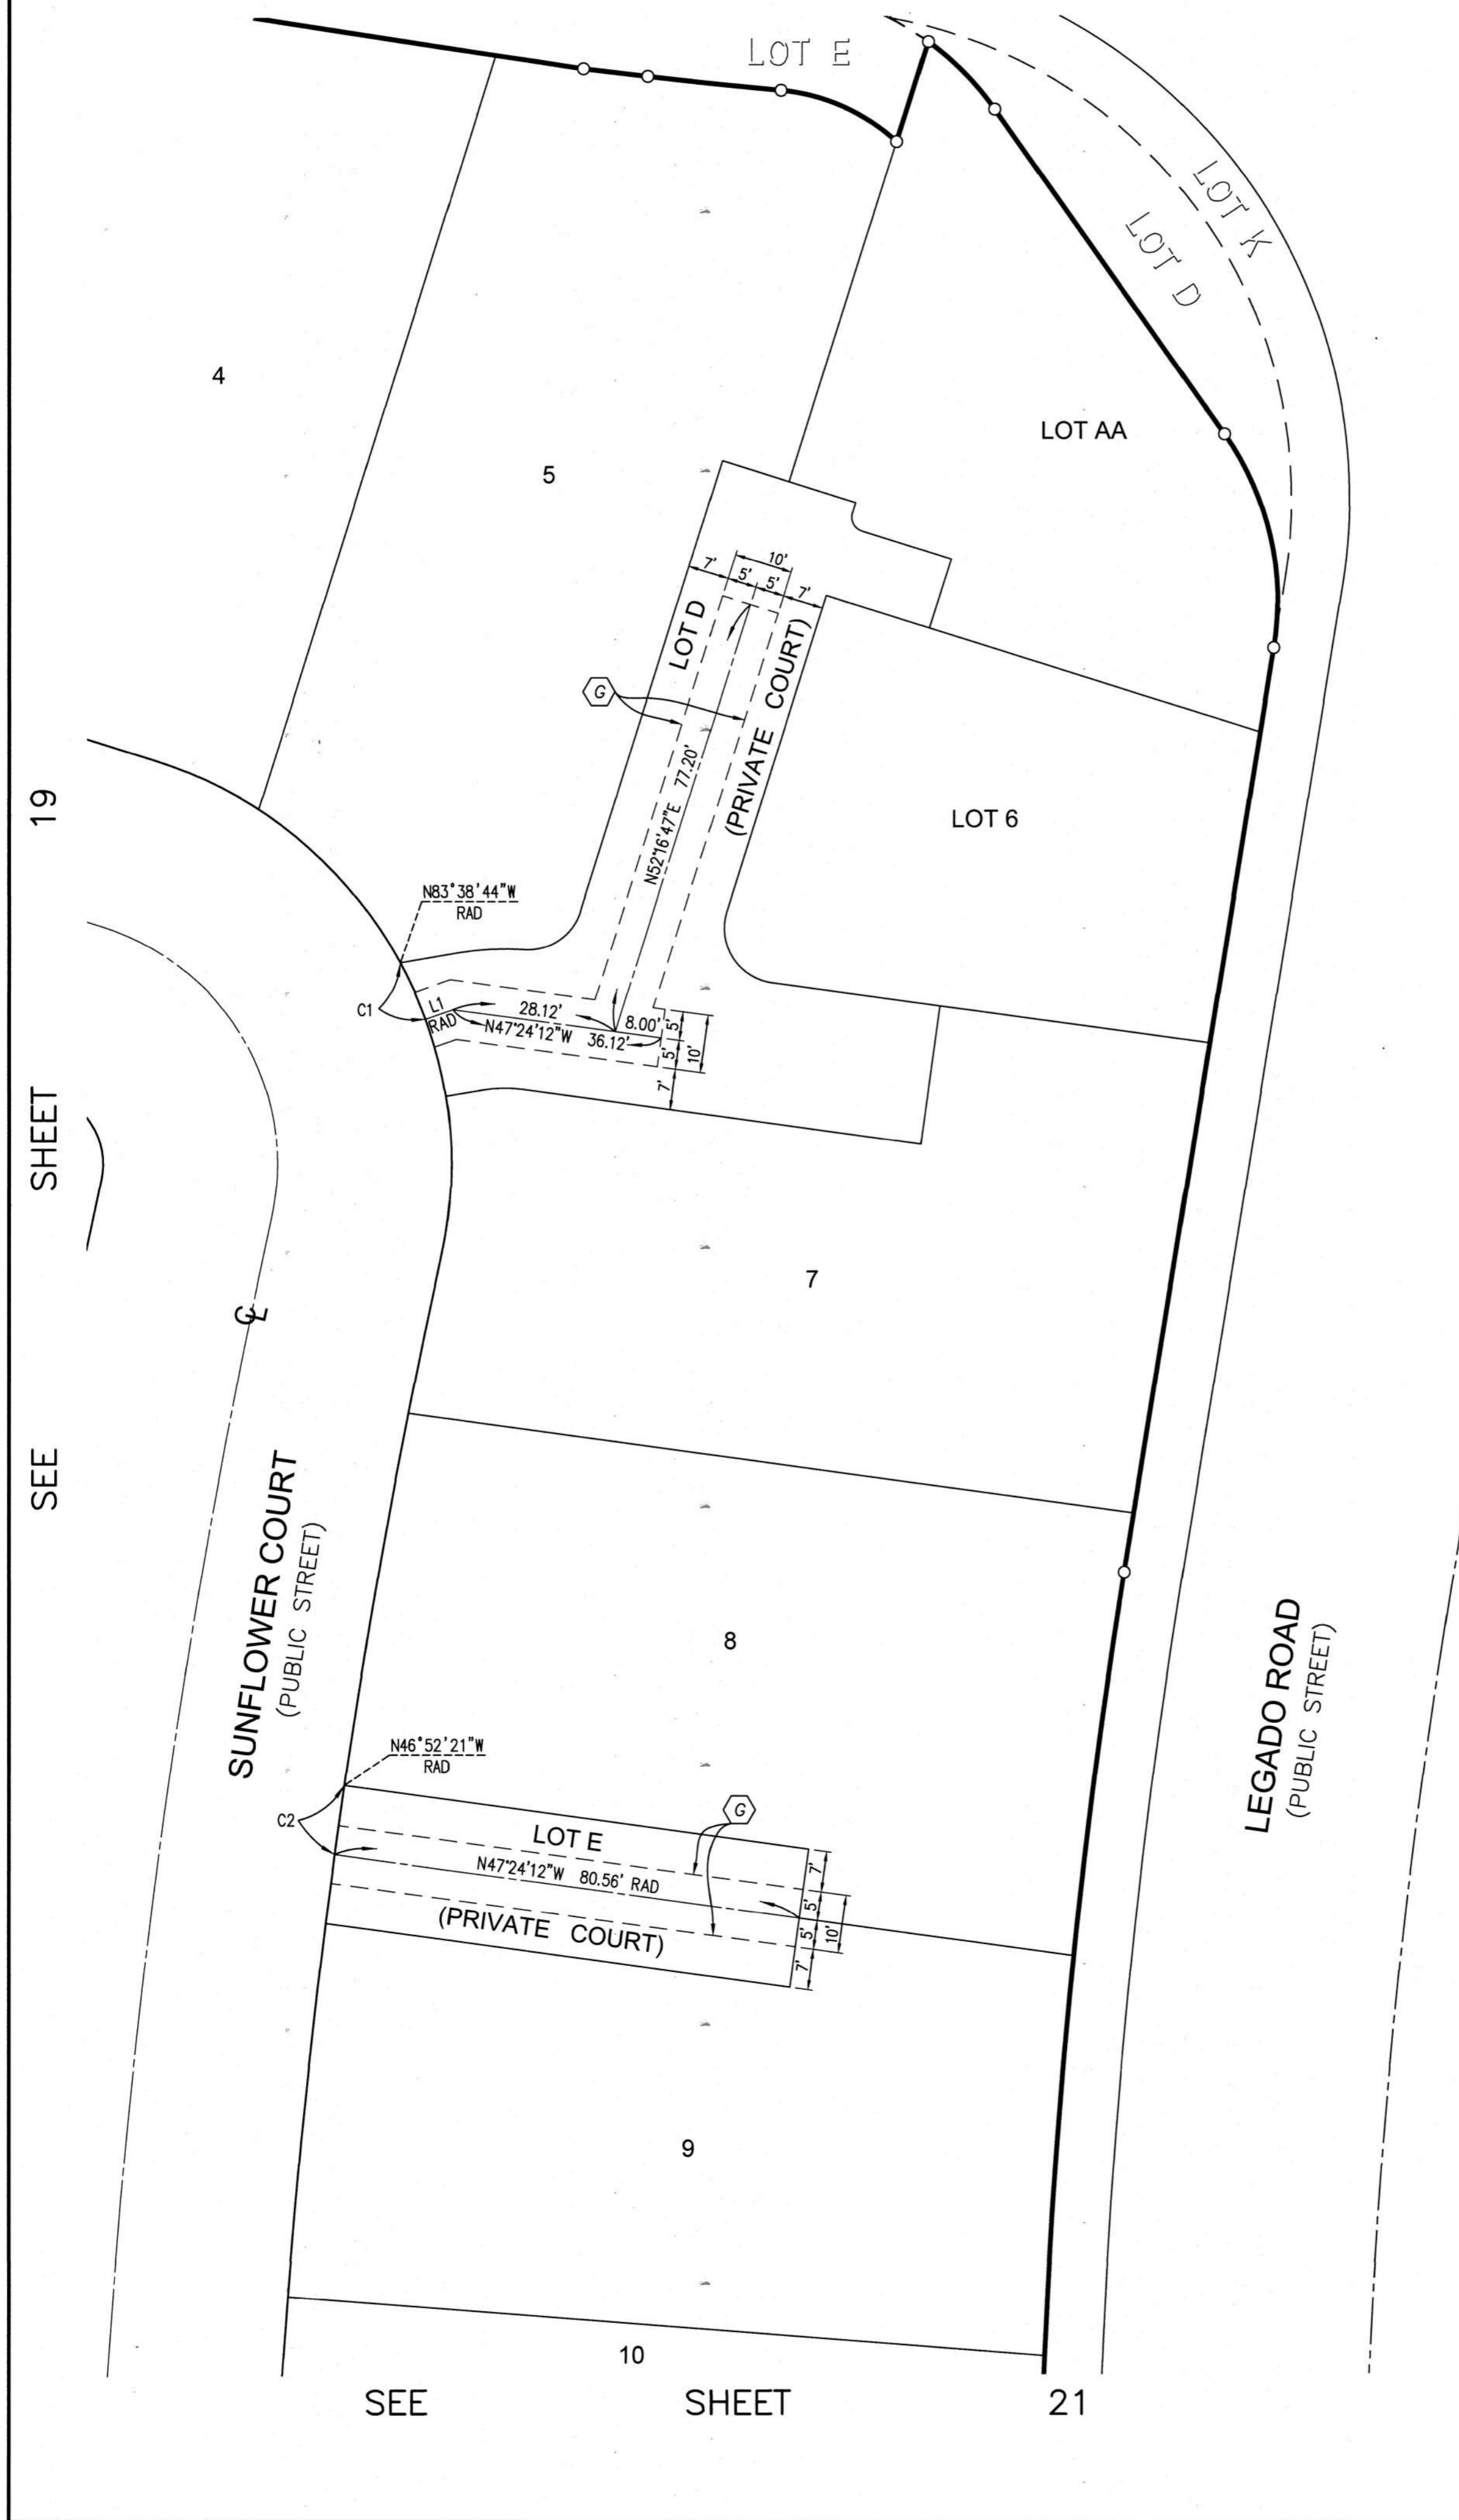 LOT E
LOT K
LOT D
4
LOT AA
5
10'
7'
5'
5'
7'
LOT D
(PRIVATE COURT)
G
N52°16'47"E 77.20'
19
LOT 6
N83°38'44"W
RAD
C1
L1
RAD
28.12'
N47°24'12"W
8.00'
36.12'
5'
5'
10'
7'
SHEET
7
CL
SEE
SUNFLOWER COURT
(PUBLIC STREET)
8
LEGADO ROAD
(PUBLIC STREET)
N46°52'21"W
RAD
C2
G
LOT E
N47°24'12"W 80.56' RAD
(PRIVATE COURT)
7'
5'
5'
10'
7'
9
10
SEE SHEET 21